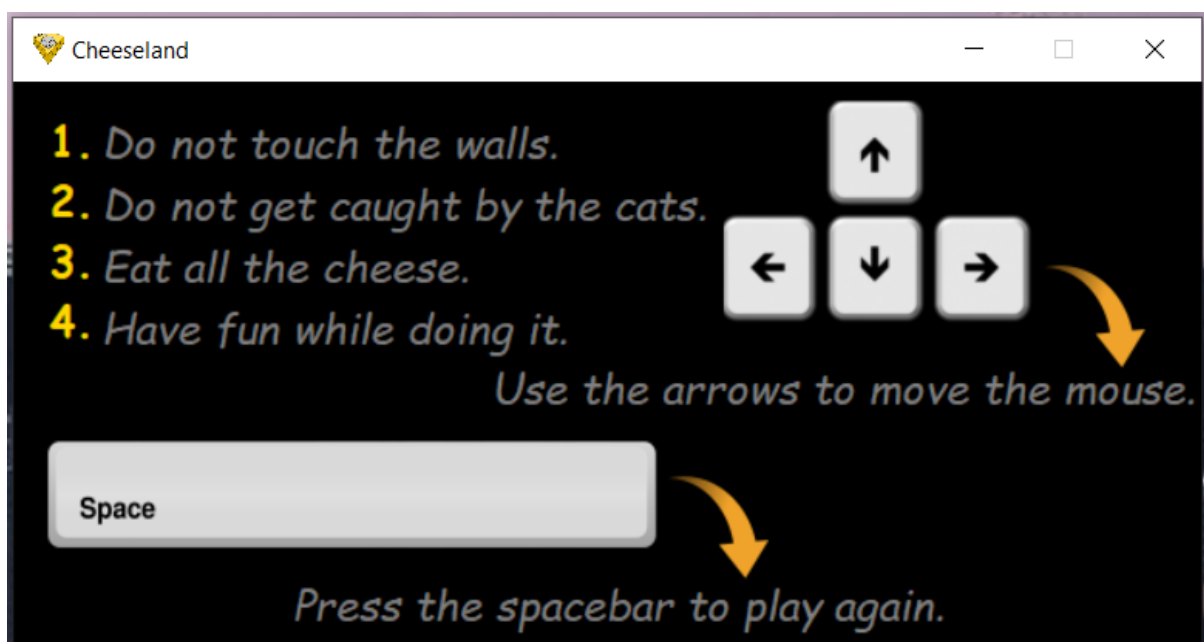 Cheeseland
1. Do not touch the walls.
2. Do not get caught by the cats.
3. Eat all the cheese.
4. Have fun while doing it.
Use the arrows to move the mouse.
Space
Press the spacebar to play again.